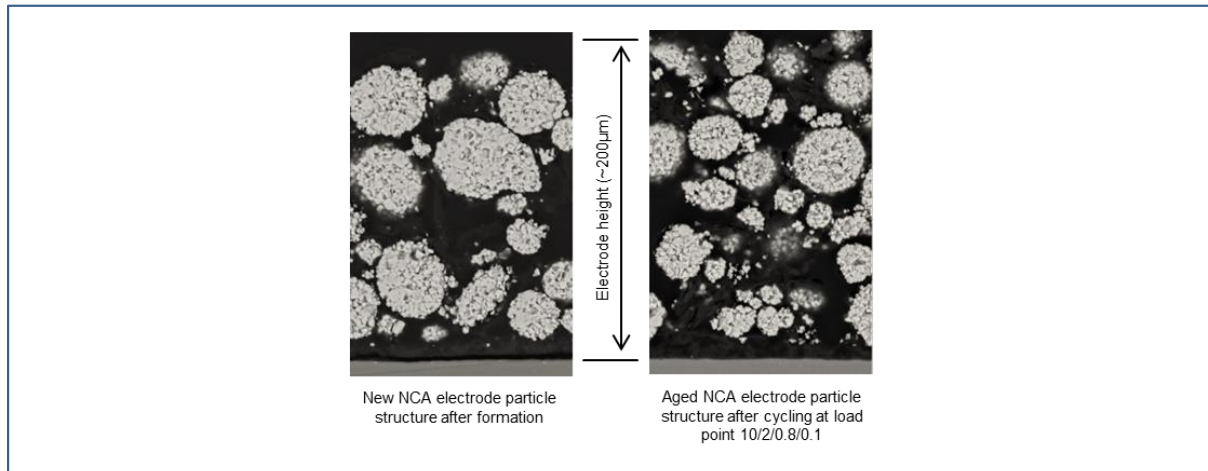 Electrode height (~200µm)
New NCA electrode particle
structure after formation
Aged NCA electrode particle
structure after cycling at load
point 10/2/0.8/0.1